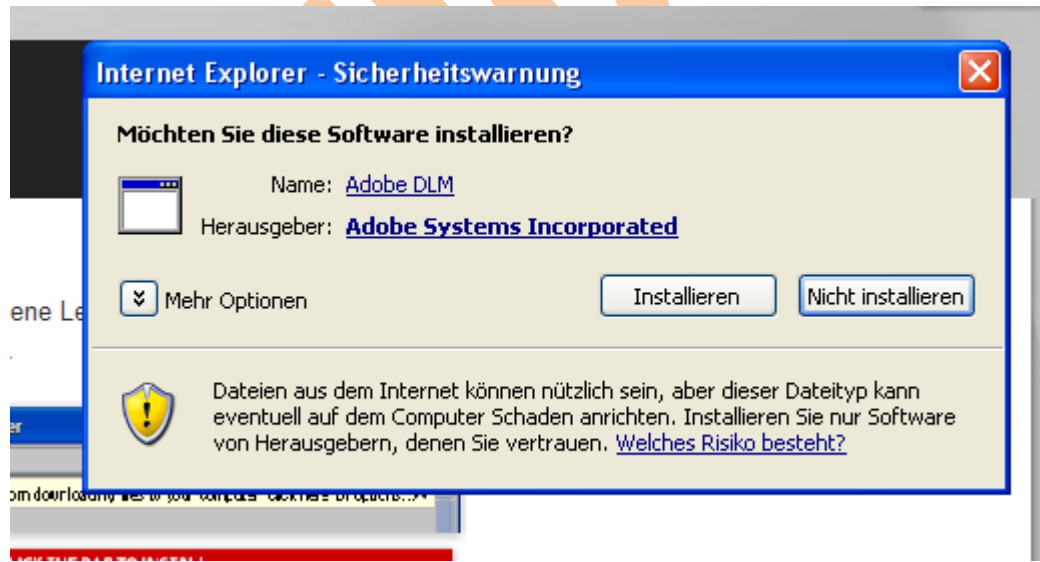 Internet Explorer - Sicherheitswarnung
Möchten Sie diese Software installieren?
Name: Adobe DLM
Herausgeber: Adobe Systems Incorporated
Mehr Optionen
Installieren
Nicht installieren
ene Le
Dateien aus dem Internet können nützlich sein, aber dieser Dateityp kann
eventuell auf dem Computer Schaden anrichten. Installieren Sie nur Software
von Herausgebern, denen Sie vertrauen. Welches Risiko besteht?
er